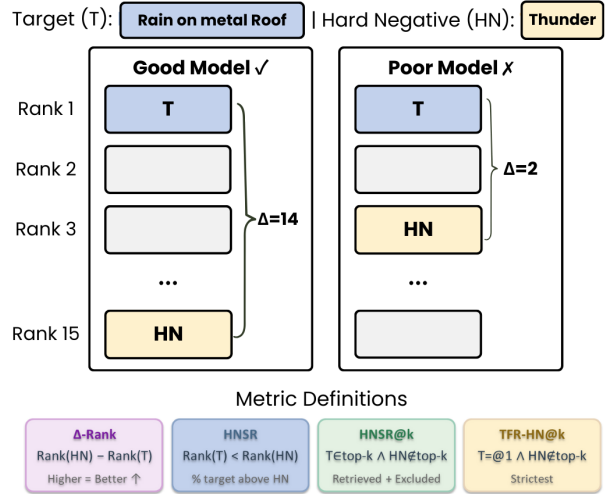 Target (T): Rain on metal Roof | Hard Negative (HN): Thunder
Good Model ✓
Poor Model ✗
Rank 1
T
T
Rank 2
Δ=14
Δ=2
Rank 3
HN
...
...
Rank 15
HN
Metric Definitions
Δ-Rank
Rank(HN) − Rank(T)
Higher = Better ↑
HNSR
Rank(T) < Rank(HN)
% target above HN
HNSR@k
T∈top-k ∧ HN∉top-k
Retrieved + Excluded
TFR-HN@k
T=@1 ∧ HN∉top-k
Strictest